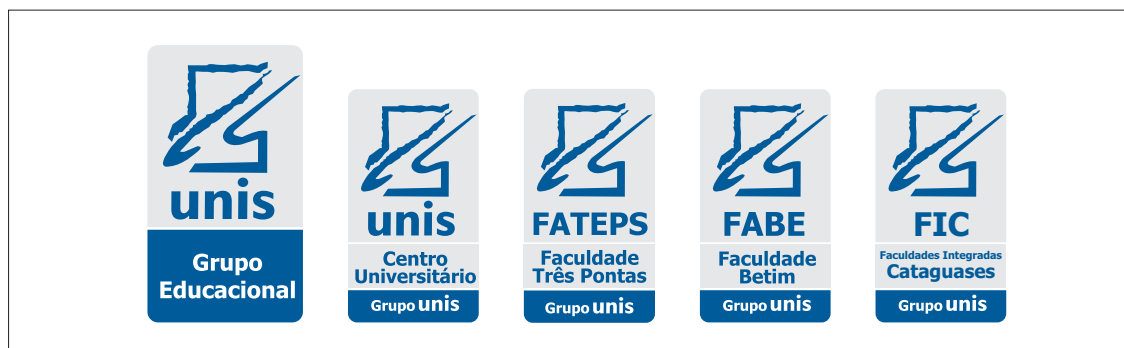 unis
Grupo
Educacional
unis
Centro
Universitário
Grupo unis
FATEPS
Faculdade
Três Pontas
Grupo unis
FABE
Faculdade
Betim
Grupo unis
FIC
Faculdades Integradas
Cataguases
Grupo unis